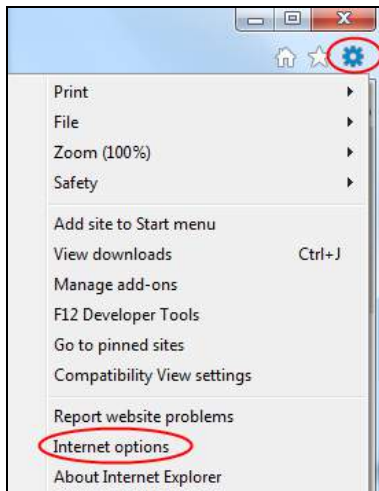 Print
File
Zoom (100%)
Safety
Add site to Start menu
View downloads Ctrl+J
Manage add-ons
F12 Developer Tools
Go to pinned sites
Compatibility View settings
Report website problems
Internet options
About Internet Explorer